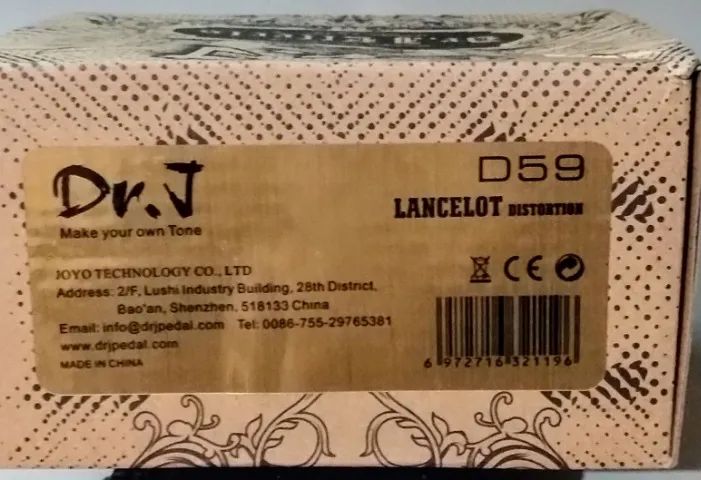 Dr.J
Make your own Tone
D59
LANCELOT DISTORTION
JOYO TECHNOLOGY CO., LTD
Address: 2/F, Lushi Industry Building, 28th District,
Bao'an, Shenzhen, 518133 China
Email: info@drjpedal.com Tel: 0086-755-29765381
www.drjpedal.com
MADE IN CHINA
CE
6 972716 321196